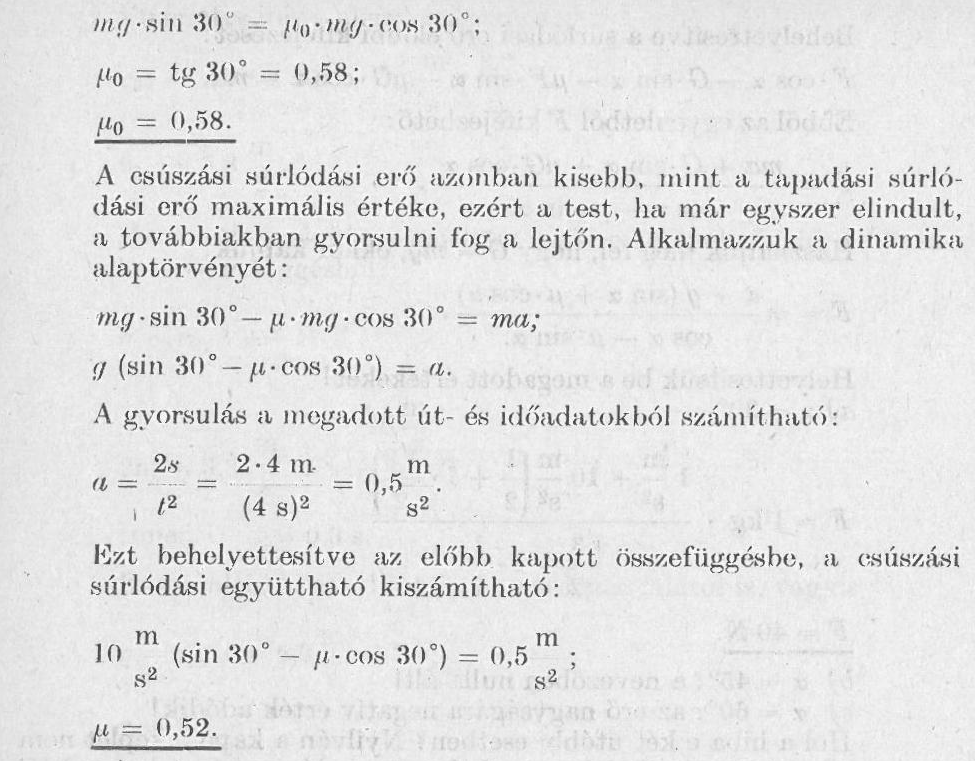 mg·sin 30° = μ₀·mg·cos 30°;
μ₀ = tg 30° = 0,58;
μ₀ = 0,58.
A csúszási súrlódási erő azonban kisebb, mint a tapadási súrló-
dási erő maximális értéke, ezért a test, ha már egyszer elindult,
a továbbiakban gyorsulni fog a lejtőn. Alkalmazzuk a dinamika
alaptörvényét:
mg·sin 30° − μ·mg·cos 30° = ma;
g (sin 30° − μ·cos 30°) = a.
A gyorsulás a megadott út- és időadatokból számítható:
a = 2s/t² = 2·4 m/(4 s)² = 0,5 m/s².
Ezt behelyettesítve az előbb kapott összefüggésbe, a csúszási
súrlódási együttható kiszámítható:
10 m/s² (sin 30° − μ·cos 30°) = 0,5 m/s²;
μ = 0,52.